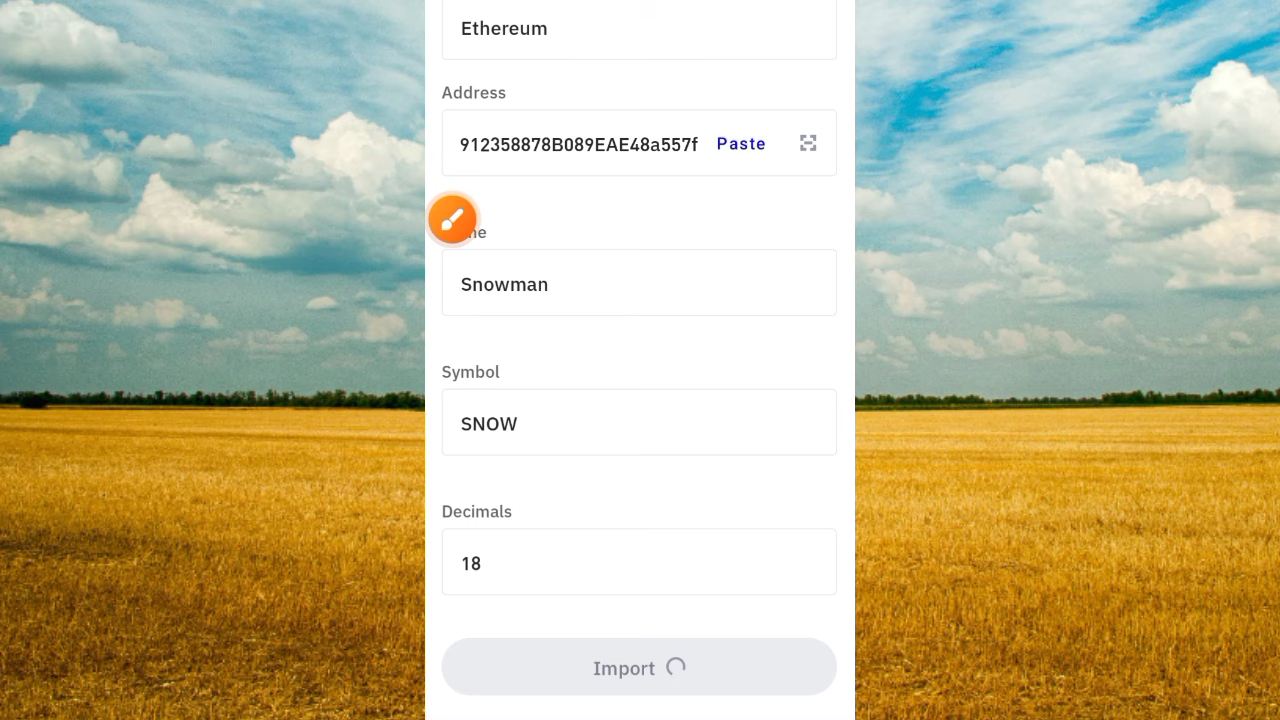 Ethereum
Address
912358878B089EAE48a557f Paste
Snowman
Symbol
SNOW
Decimals
18
Import